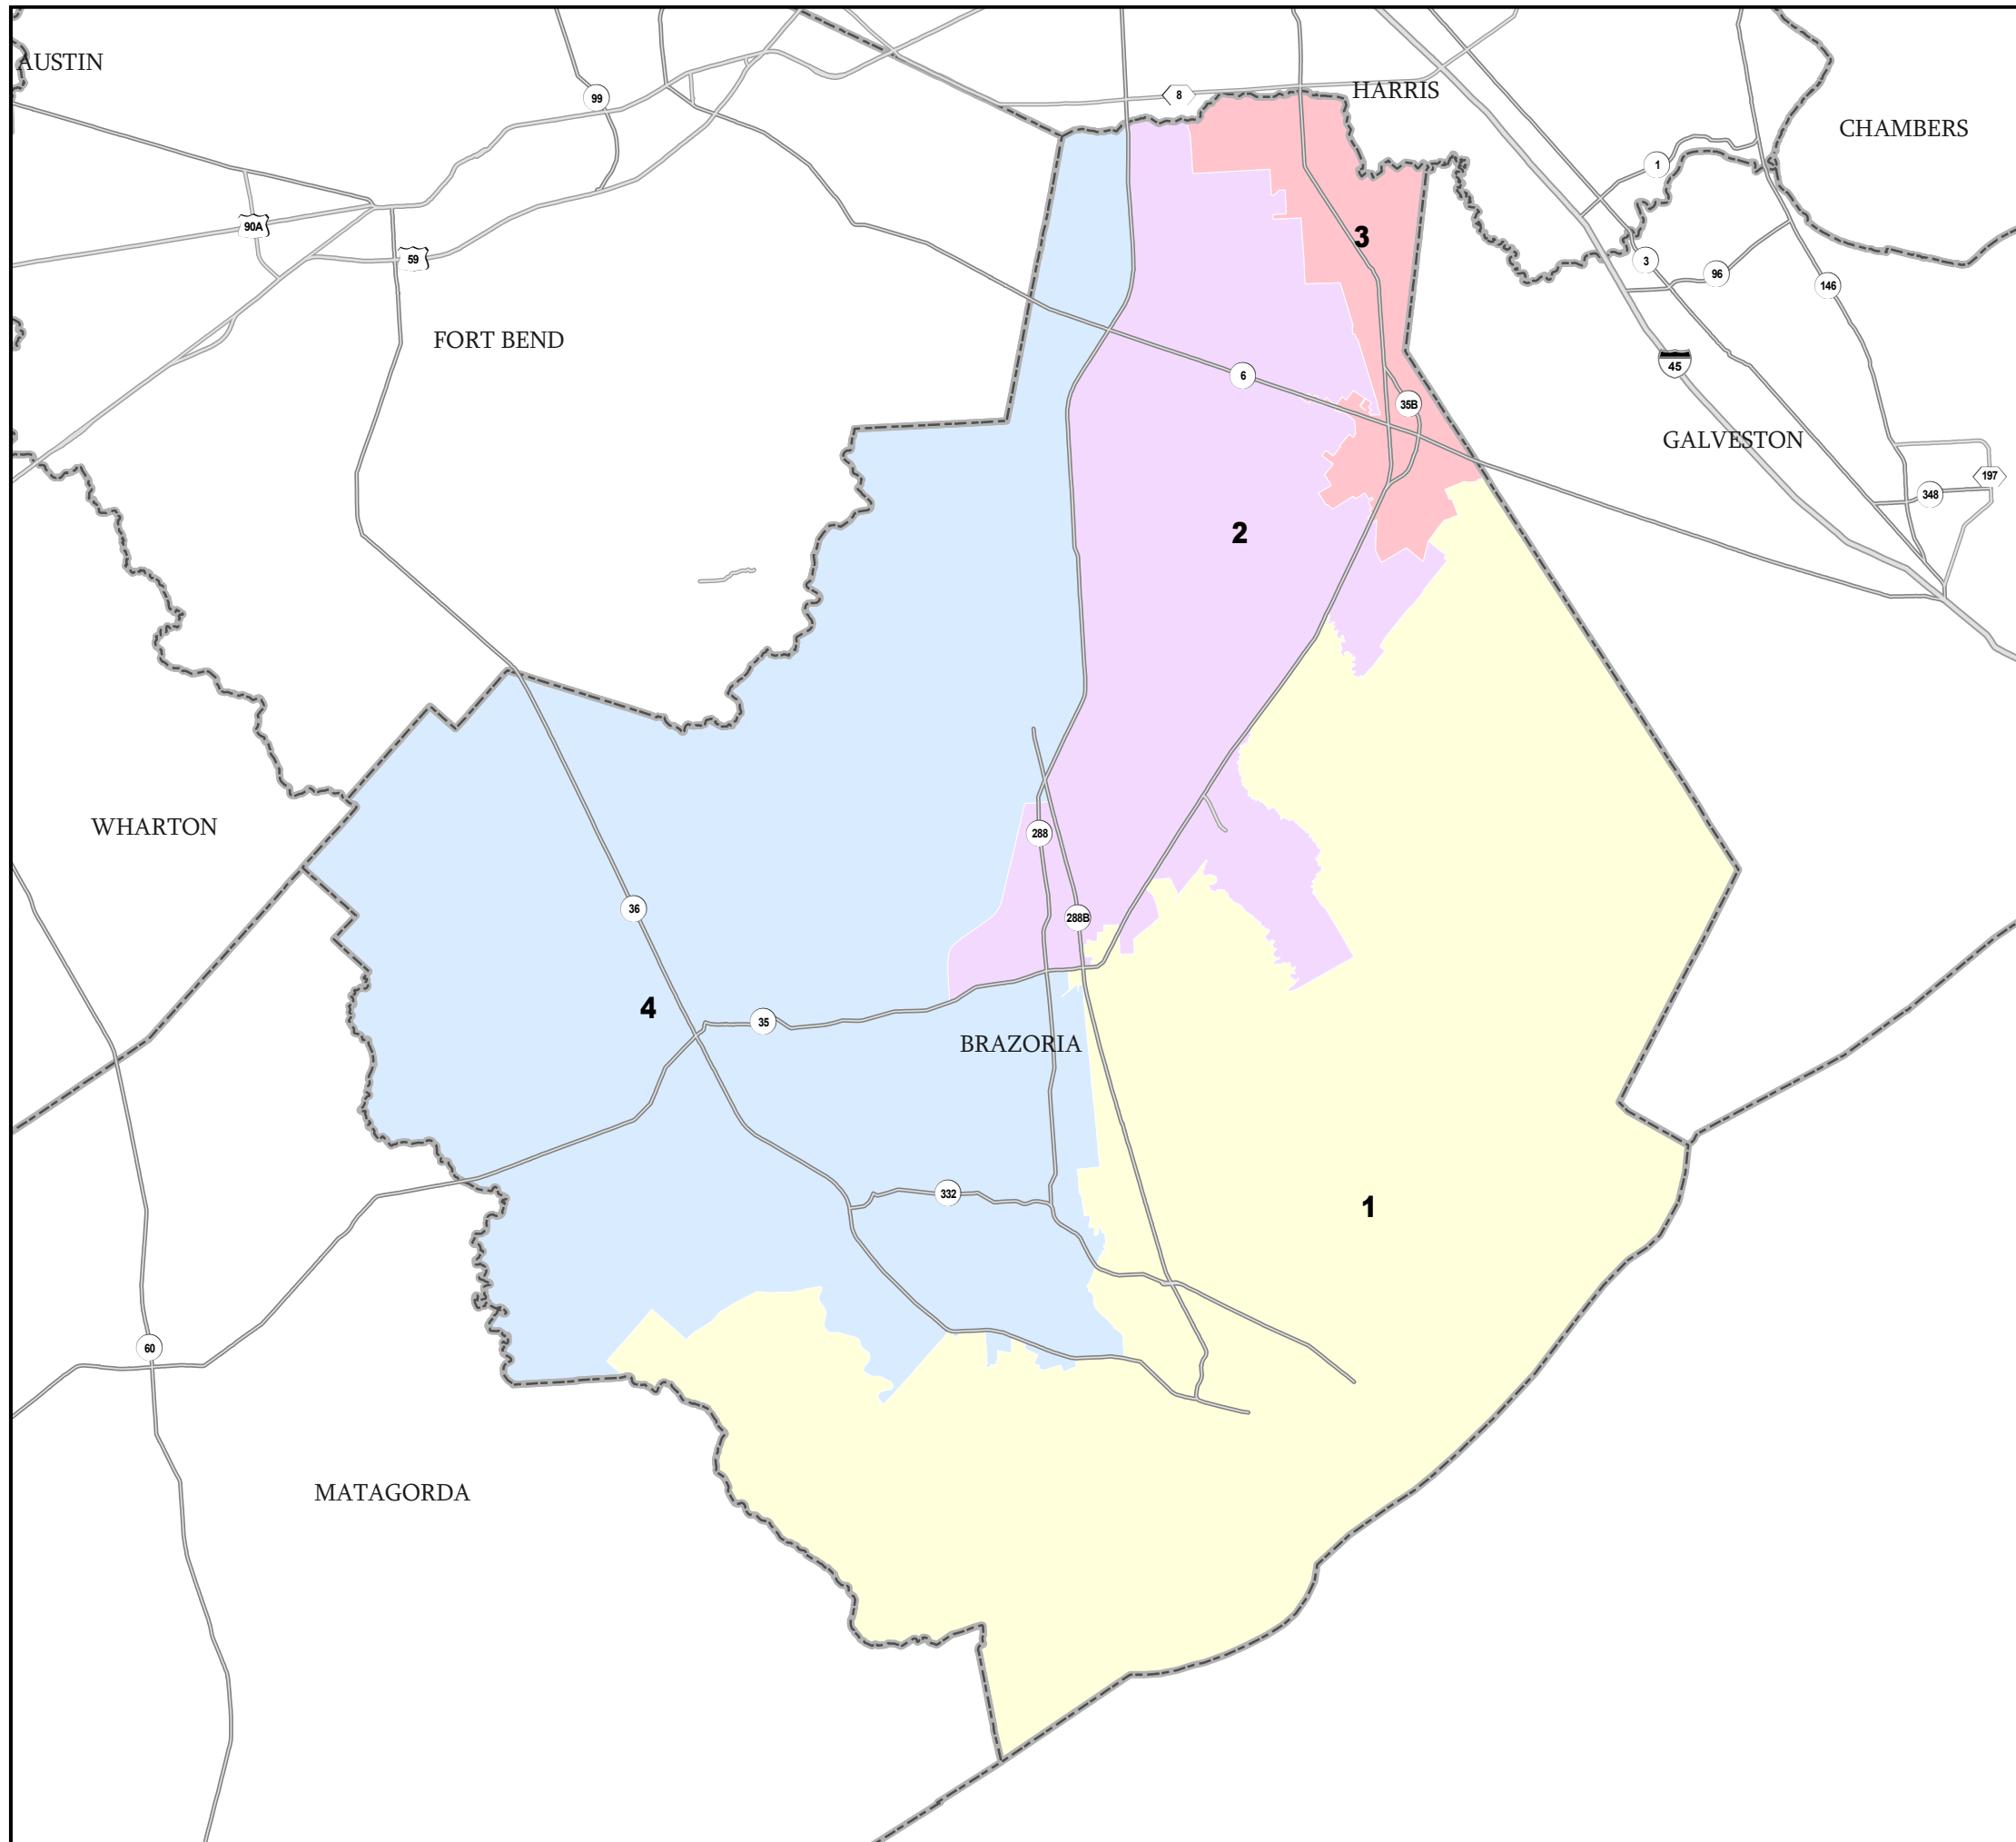 AUSTIN
HARRIS
8
99
CHAMBERS
1
90A
59
3
3
96
146
FORT BEND
45
6
35B
GALVESTON
197
348
2
WHARTON
288
36
288B
4
35
BRAZORIA
332
1
60
MATAGORDA